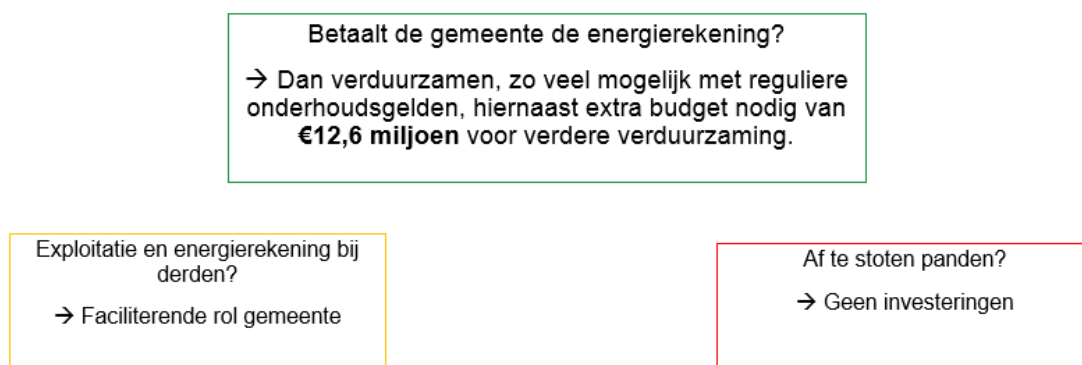 Betaalt de gemeente de energierekening?
→ Dan verduurzamen, zo veel mogelijk met reguliere
onderhoudsgelden, hiernaast extra budget nodig van
€12,6 miljoen voor verdere verduurzaming.
Exploitatie en energierekening bij
derden?
→ Faciliterende rol gemeente
Af te stoten panden?
→ Geen investeringen